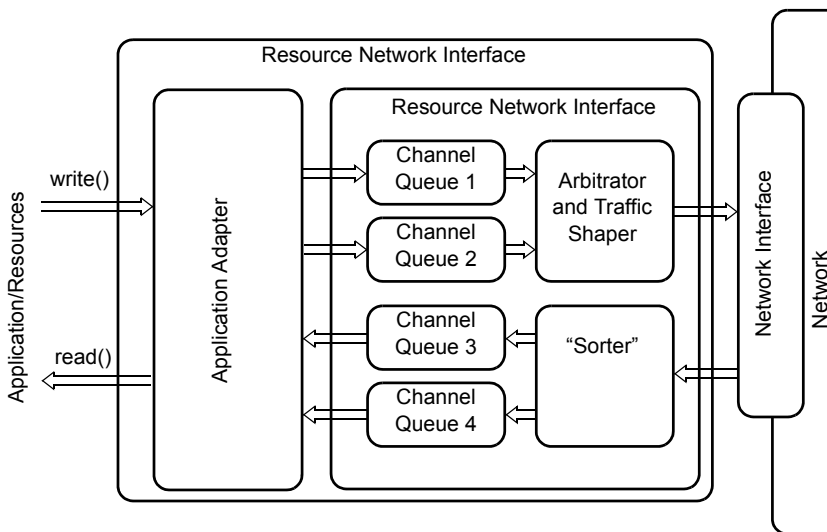 Resource Network Interface
Resource Network Interface
Channel
Queue 1
Arbitrator
and Traffic
Shaper
write()
Channel
Queue 2
Application/Resources
Application Adapter
Network Interface
Network
Channel
Queue 3
“Sorter”
read()
Channel
Queue 4